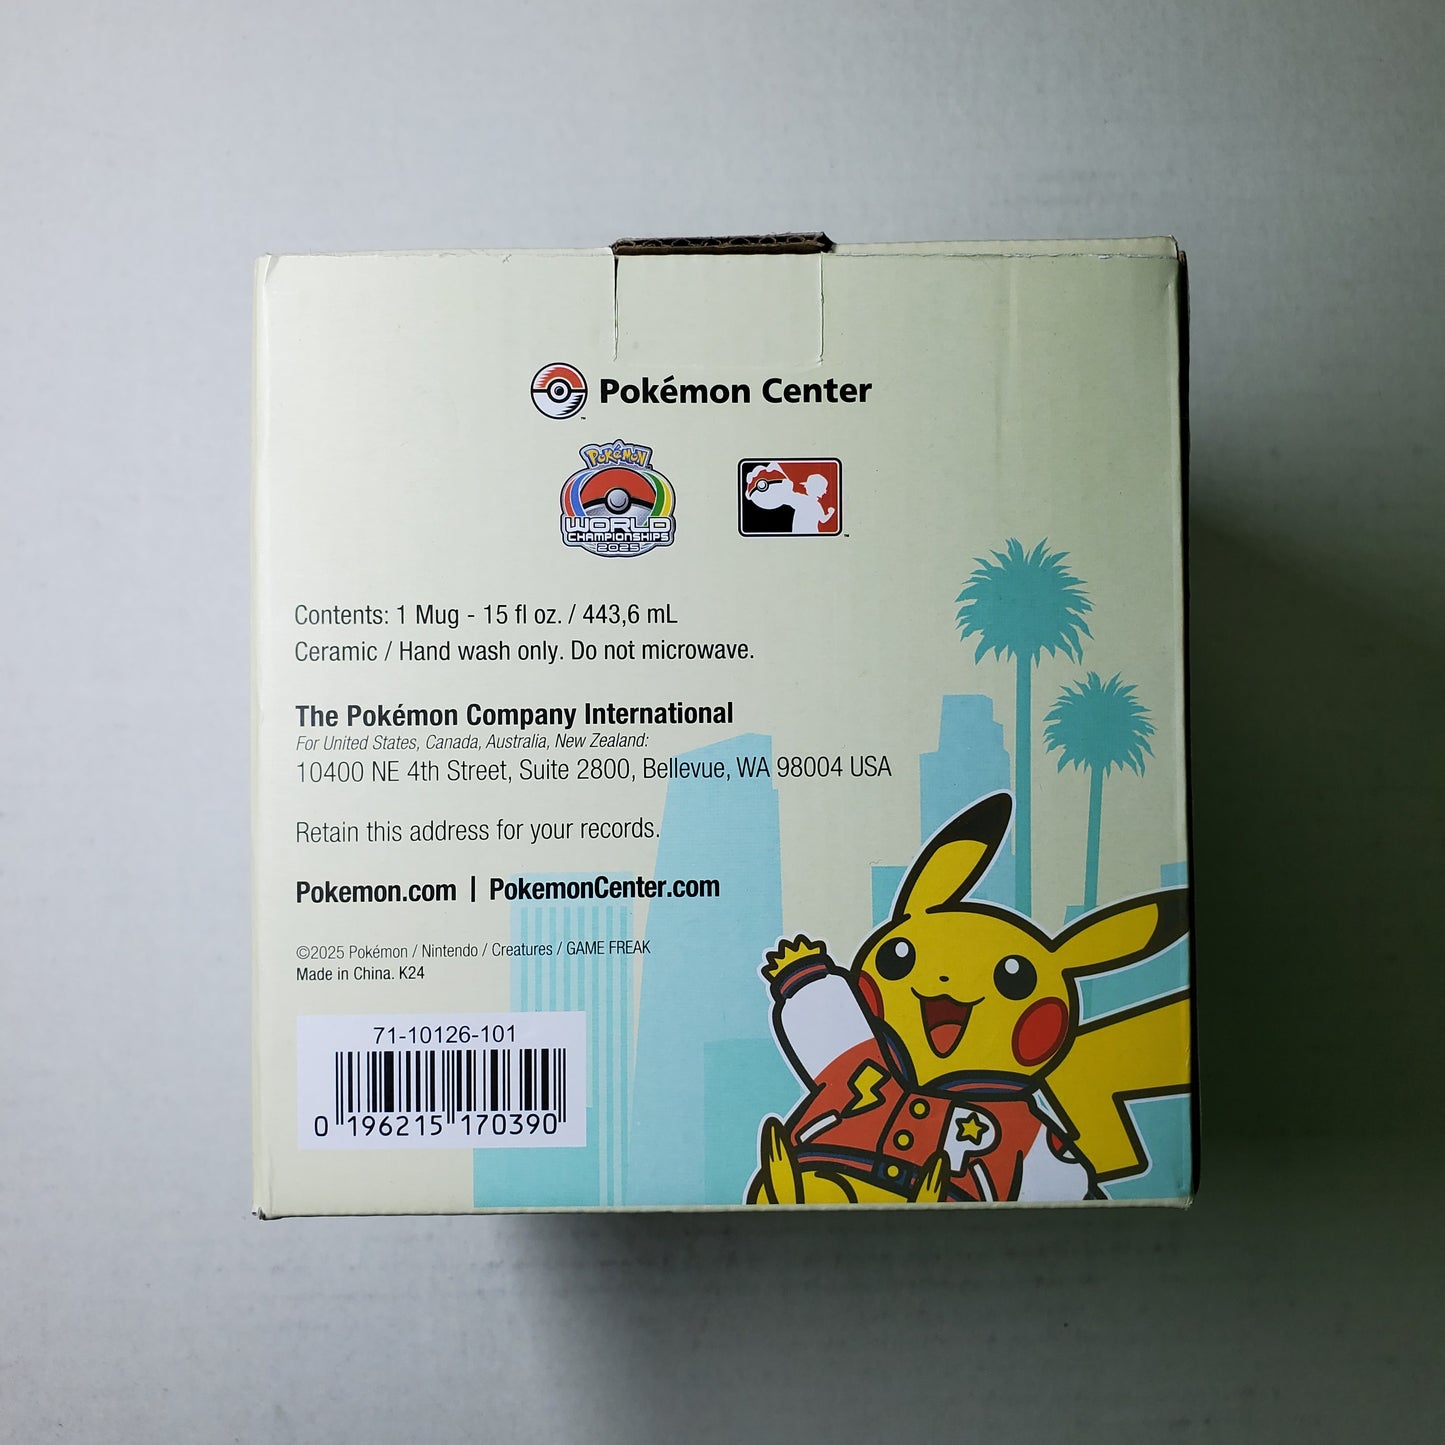 Pokémon Center
POKéMON
WORLD
CHAMPIONSHIPS
2025
Contents: 1 Mug - 15 fl oz. / 443,6 mL
Ceramic / Hand wash only. Do not microwave.
The Pokémon Company International
For United States, Canada, Australia, New Zealand:
10400 NE 4th Street, Suite 2800, Bellevue, WA 98004 USA
Retain this address for your records.
Pokemon.com | PokemonCenter.com
©2025 Pokémon / Nintendo / Creatures / GAME FREAK
Made in China. K24
71-10126-101
0 196215 170390